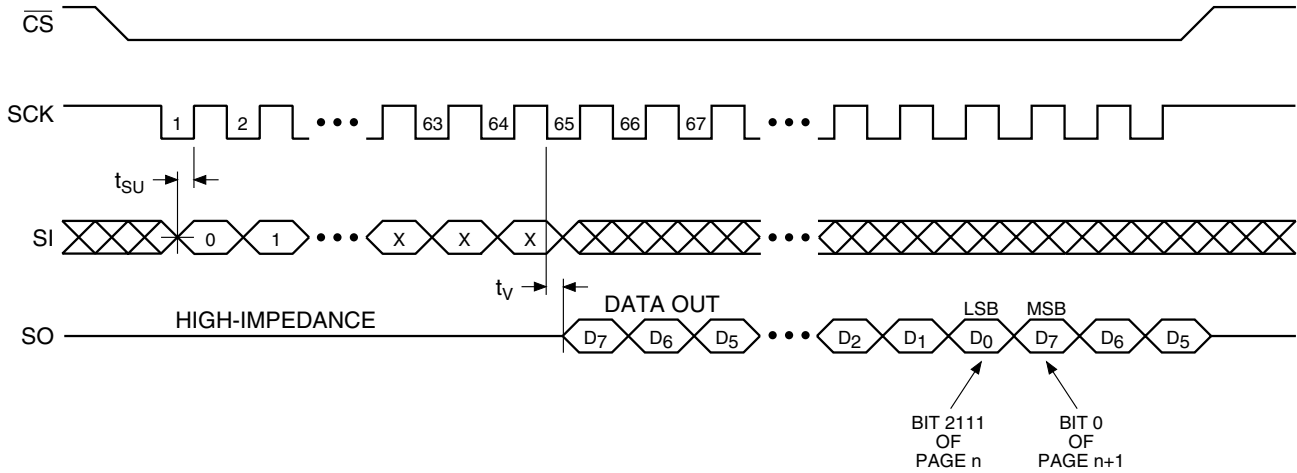 CS
SCK 1 2 ••• 63 64 65 66 67 •••
tSU
SI 0 1 ••• X X X •••
tV
DATA OUT
HIGH-IMPEDANCE
LSB MSB
SO D7 D6 D5 ••• D2 D1 D0 D7 D6 D5
BIT 2111
OF
PAGE n
BIT 0
OF
PAGE n+1